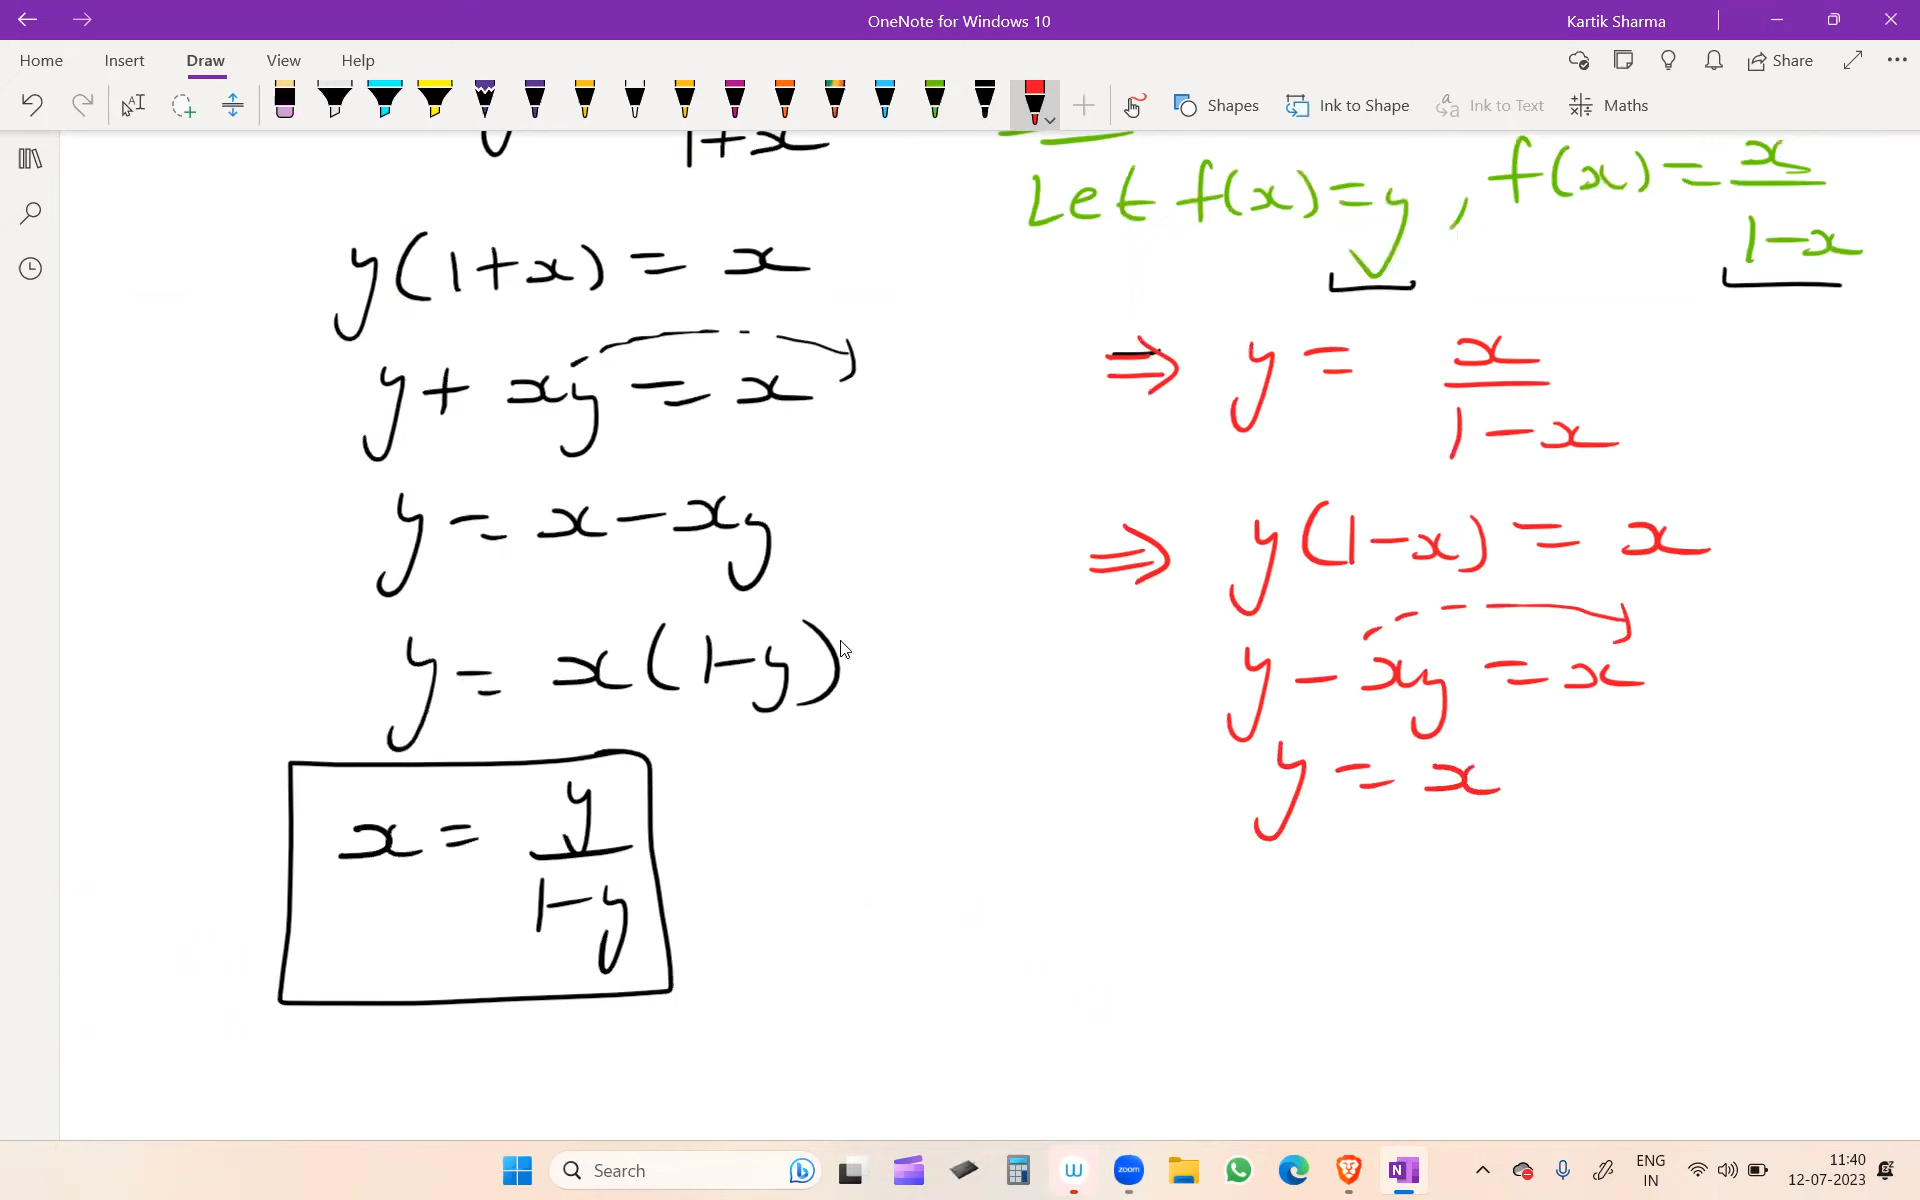 OneNote for Windows 10
Kartik Sharma
Home Insert Draw View Help
Share
Shapes
Ink to Shape
Ink to Text
Maths
1+x
y(1+x) = x
y + xy = x
y = x - xy
y = x(1-y)
x = y
1-y
Let f(x) = y , f(x) = x
1-x
⇒ y = x
1-x
⇒ y(1-x) = x
y - xy = x
y = x
Search
zoom
ENG
IN
11:40
12-07-2023